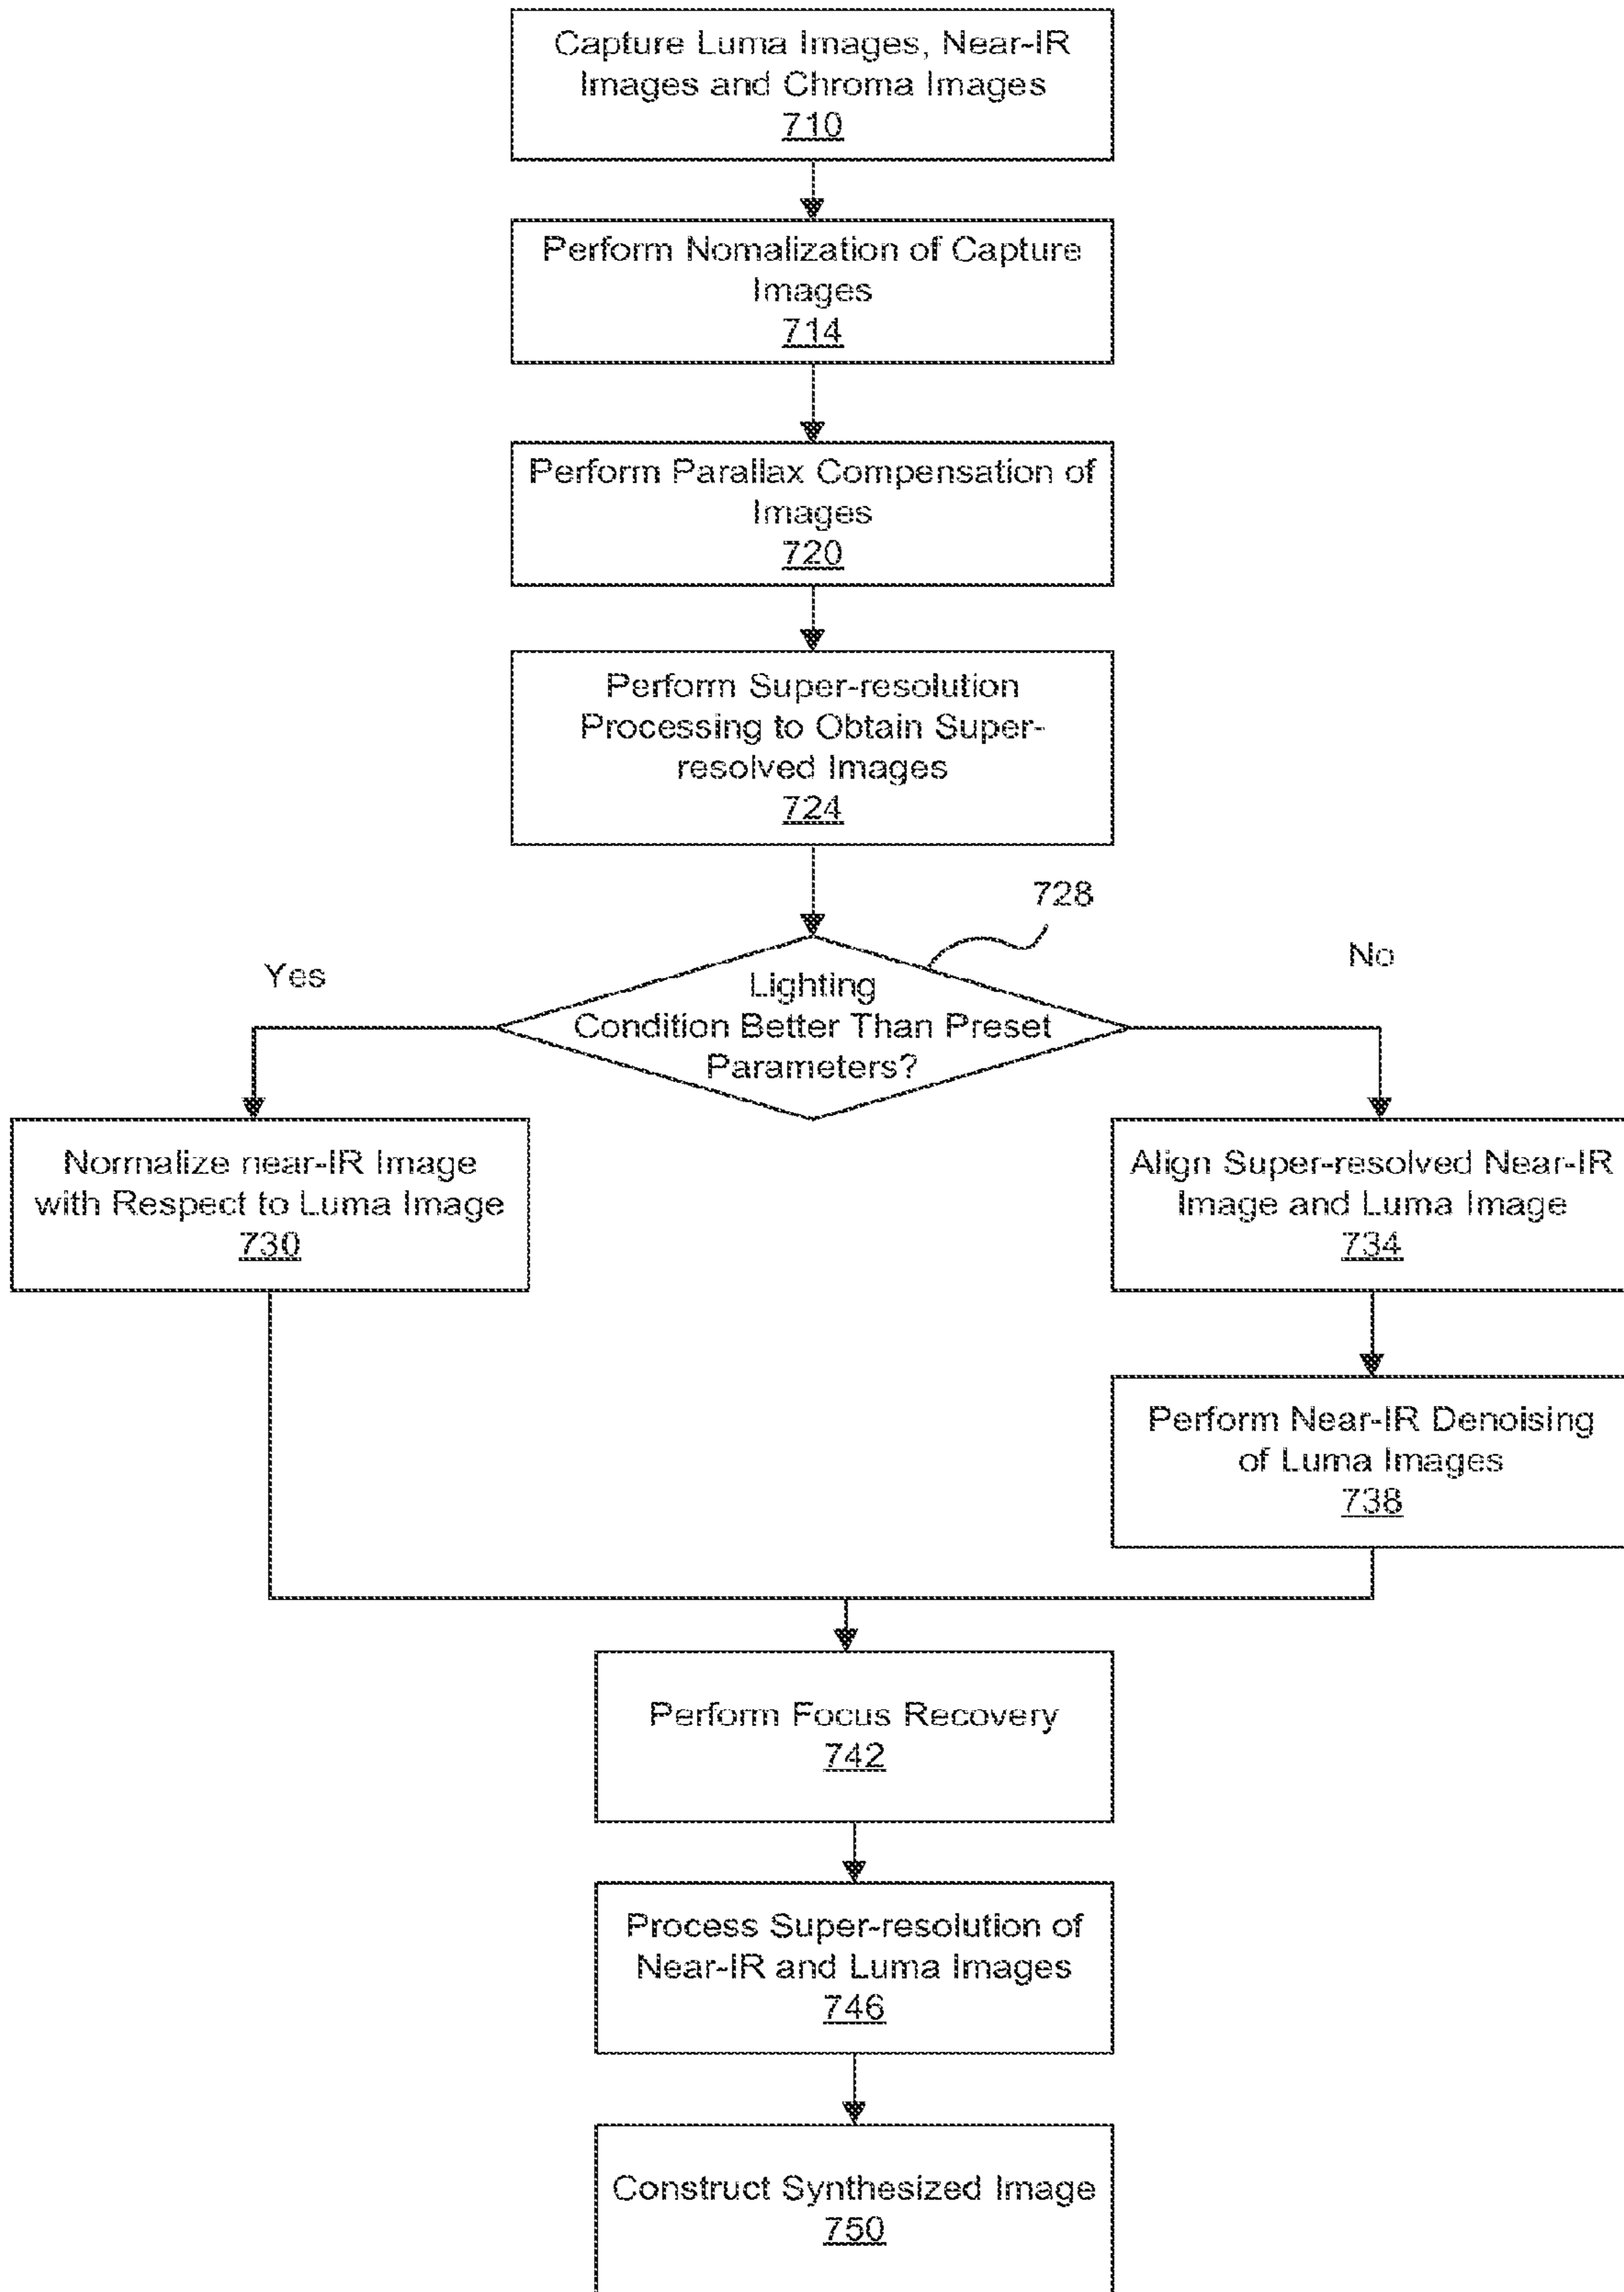 Capture Luma Images, Near-IR
Images and Chroma Images
710
Perform Nomalization of Capture
Images
714
Perform Parallax Compensation of
Images
720
Perform Super-resolution
Processing to Obtain Super-
resolved Images
724
728
Yes
No
Lighting
Condition Better Than Preset
Parameters?
Normalize near-IR Image
with Respect to Luma Image
730
Align Super-resolved Near-IR
Image and Luma Image
734
Perform Near-IR Denoising
of Luma Images
738
Perform Focus Recovery
742
Process Super-resolution of
Near-IR and Luma Images
746
Construct Synthesized Image
750